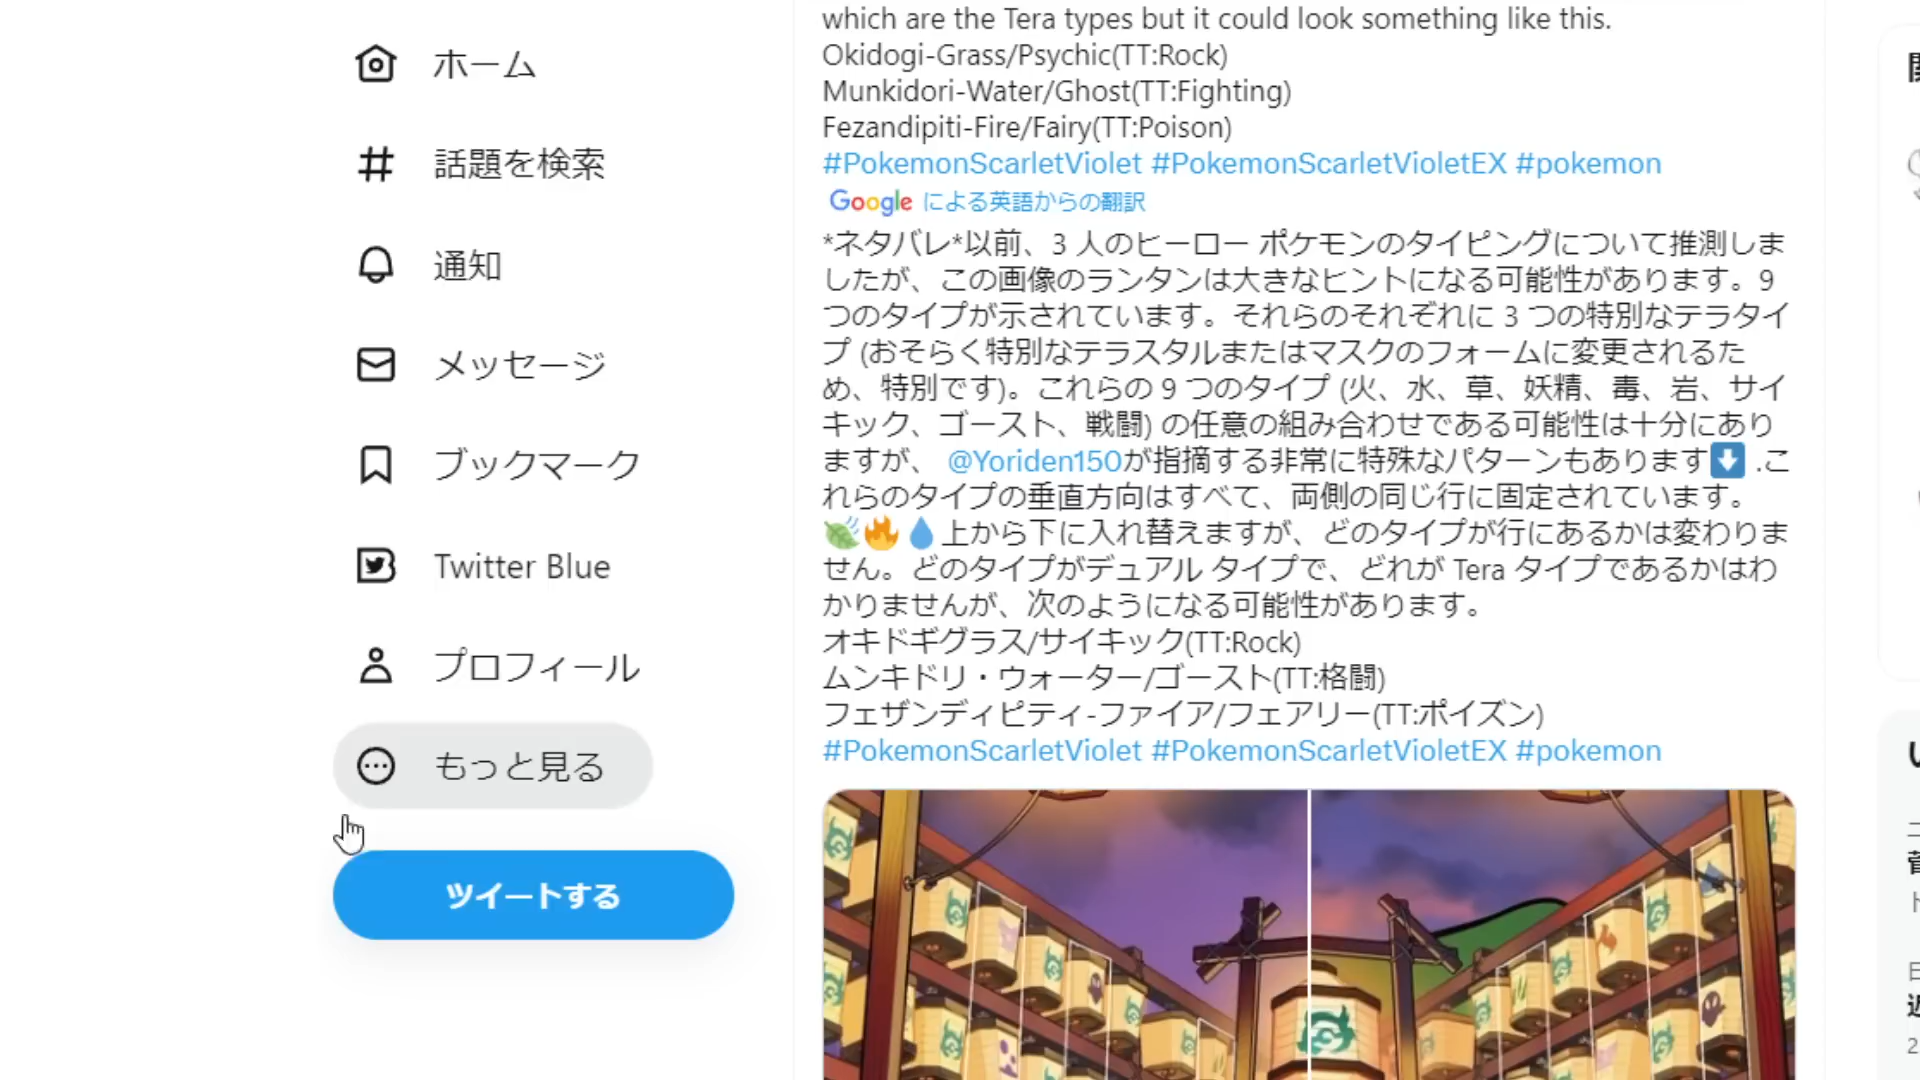 ホーム
話題を検索
通知
メッセージ
ブックマーク
Twitter Blue
プロフィール
もっと見る
ツイートする
which are the Tera types but it could look something like this.
Okidogi-Grass/Psychic(TT:Rock)
Munkidori-Water/Ghost(TT:Fighting)
Fezandipiti-Fire/Fairy(TT:Poison)
#PokemonScarletViolet #PokemonScarletVioletEX #pokemon
Google による英語からの翻訳
*ネタバレ*以前、3 人のヒーロー ポケモンのタイピングについて推測しま
したが、この画像のランタンは大きなヒントになる可能性があります。9
つのタイプが示されています。それらのそれぞれに 3 つの特別なテラタイ
プ (おそらく特別なテラスタルまたはマスクのフォームに変更されるた
め、特別です)。これらの 9 つのタイプ (火、水、草、妖精、毒、岩、サイ
キック、ゴースト、戦闘) の任意の組み合わせである可能性は十分にあり
ますが、 @Yoriden150が指摘する非常に特殊なパターンもあります⬇️ .こ
れらのタイプの垂直方向はすべて、両側の同じ行に固定されています。
🍃🔥💧上から下に入れ替えますが、どのタイプが行にあるかは変わりま
せん。どのタイプがデュアル タイプで、どれが Tera タイプであるかはわ
かりませんが、次のようになる可能性があります。
オキドギグラス/サイキック(TT:Rock)
ムンキドリ・ウォーター/ゴースト(TT:格闘)
フェザンディピティ-ファイア/フェアリー(TT:ポイズン)
#PokemonScarletViolet #PokemonScarletVioletEX #pokemon